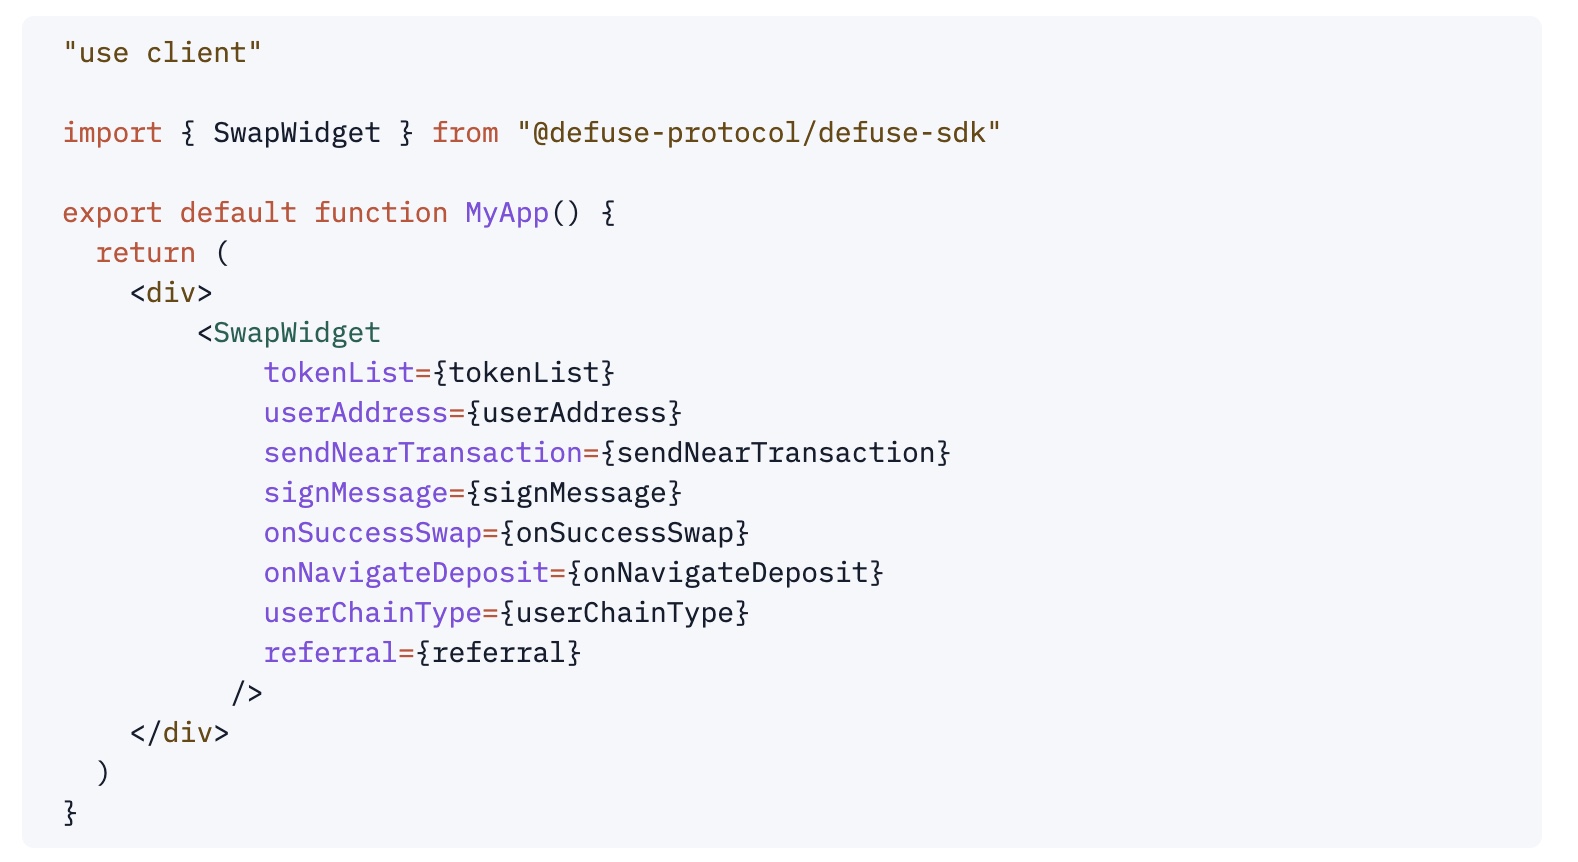 "use client"

import { SwapWidget } from "@defuse-protocol/defuse-sdk"

export default function MyApp() {
  return (
    <div>
        <SwapWidget
            tokenList={tokenList}
            userAddress={userAddress}
            sendNearTransaction={sendNearTransaction}
            signMessage={signMessage}
            onSuccessSwap={onSuccessSwap}
            onNavigateDeposit={onNavigateDeposit}
            userChainType={userChainType}
            referral={referral}
          />
    </div>
  )
}